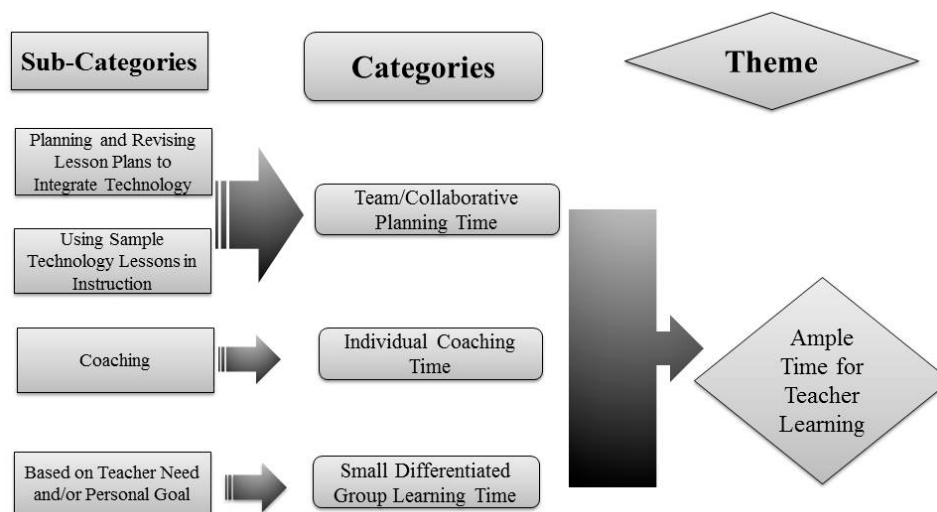 Sub-Categories
Categories
Theme
Planning and Revising
Lesson Plans to
Integrate Technology
Team/Collaborative
Planning Time
Using Sample
Technology Lessons in
Instruction
Coaching
Individual Coaching
Time
Ample
Time for
Teacher
Learning
Based on Teacher Need
and/or Personal Goal
Small Differentiated
Group Learning Time